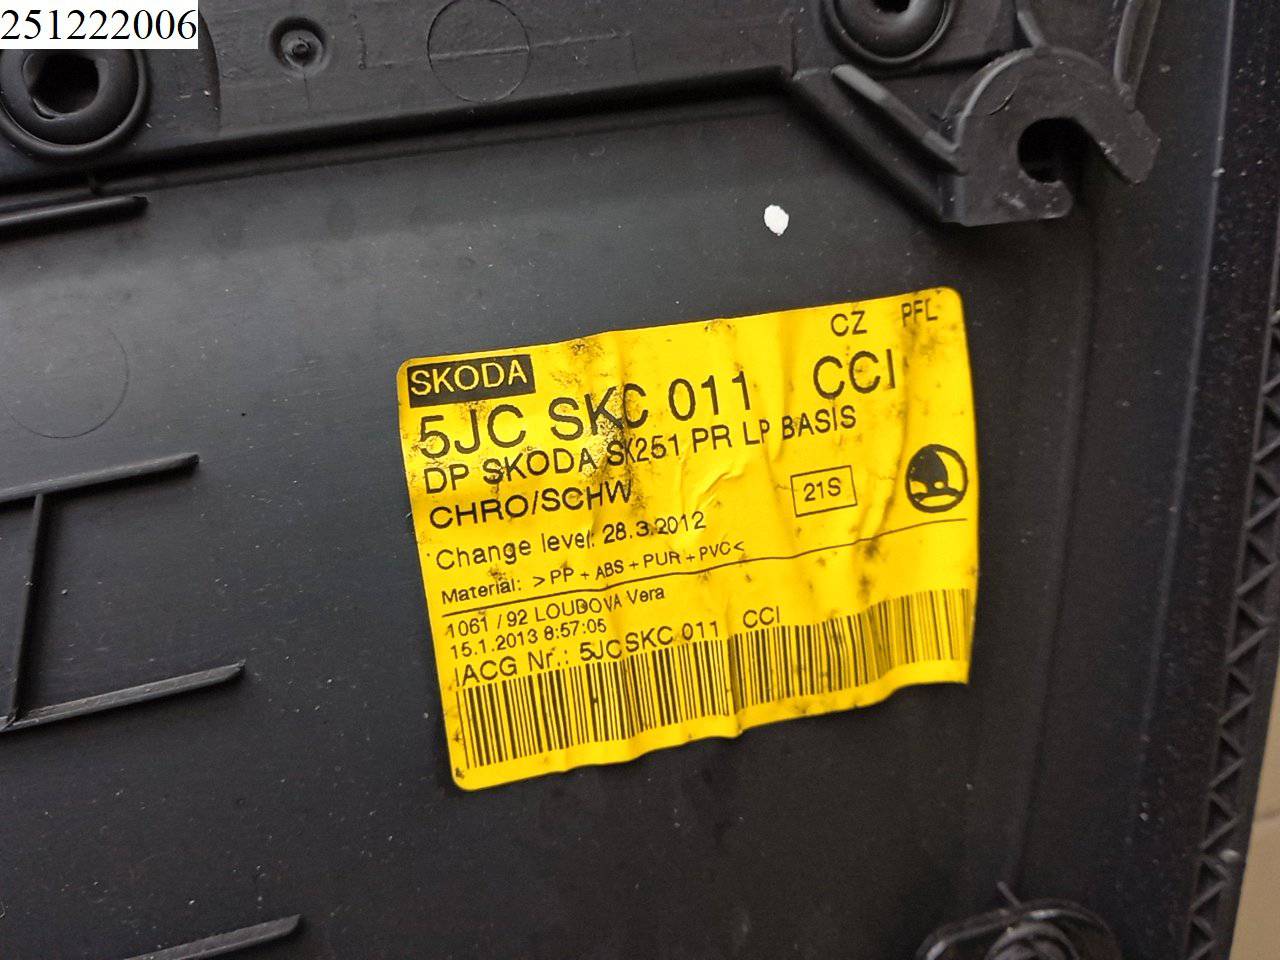 251222006
CZ PFL
SKODA
5JC SKC 011 CCI
DP SKODA SK251 PR LP BASIS
CHRO/SCHW
21S
Change level: 28.3.2012
Material: >PP + ABS + PUR + PVC<
1061 / 92 LOUDOVA Vera
15.1.2013 8:57:05
IACG Nr.: 5JC SKC 011 CCI